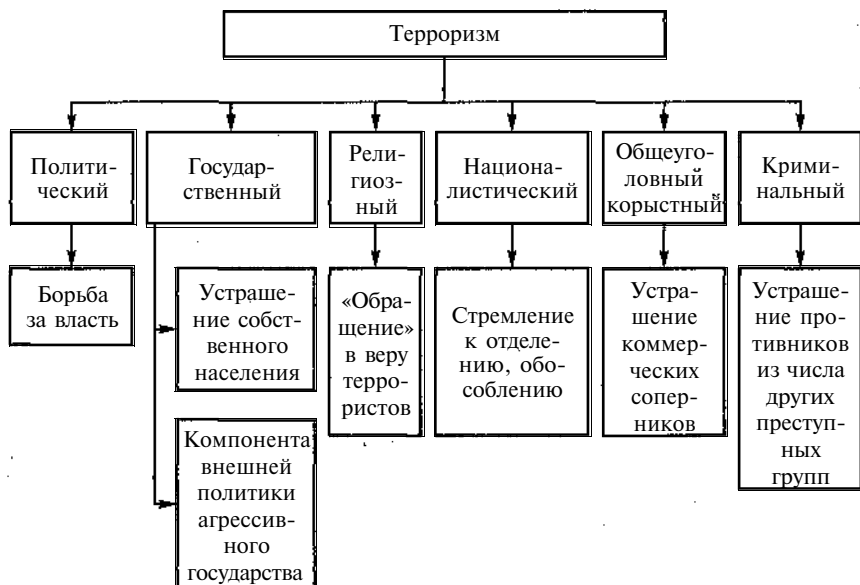 Терроризм
Полити-
ческий
Государ-
ственный
Рели-
гиоз-
ный
Национа-
листический
Общеуго-
ловный
корыстный
Крими-
нальный
Борьба
за власть
Устраше-
ние собст-
венного
населения
Компонента
внешней
политики
агрессив-
ного
государства
«Обра-
щение»
в веру
терро-
ристов
Стремление
к отделе-
нию, обо-
соблению
Устра-
шение
коммер-
ческих
сопер-
ников
Устраше-
ние про-
тивников
из числа
других
преступ-
ных
групп